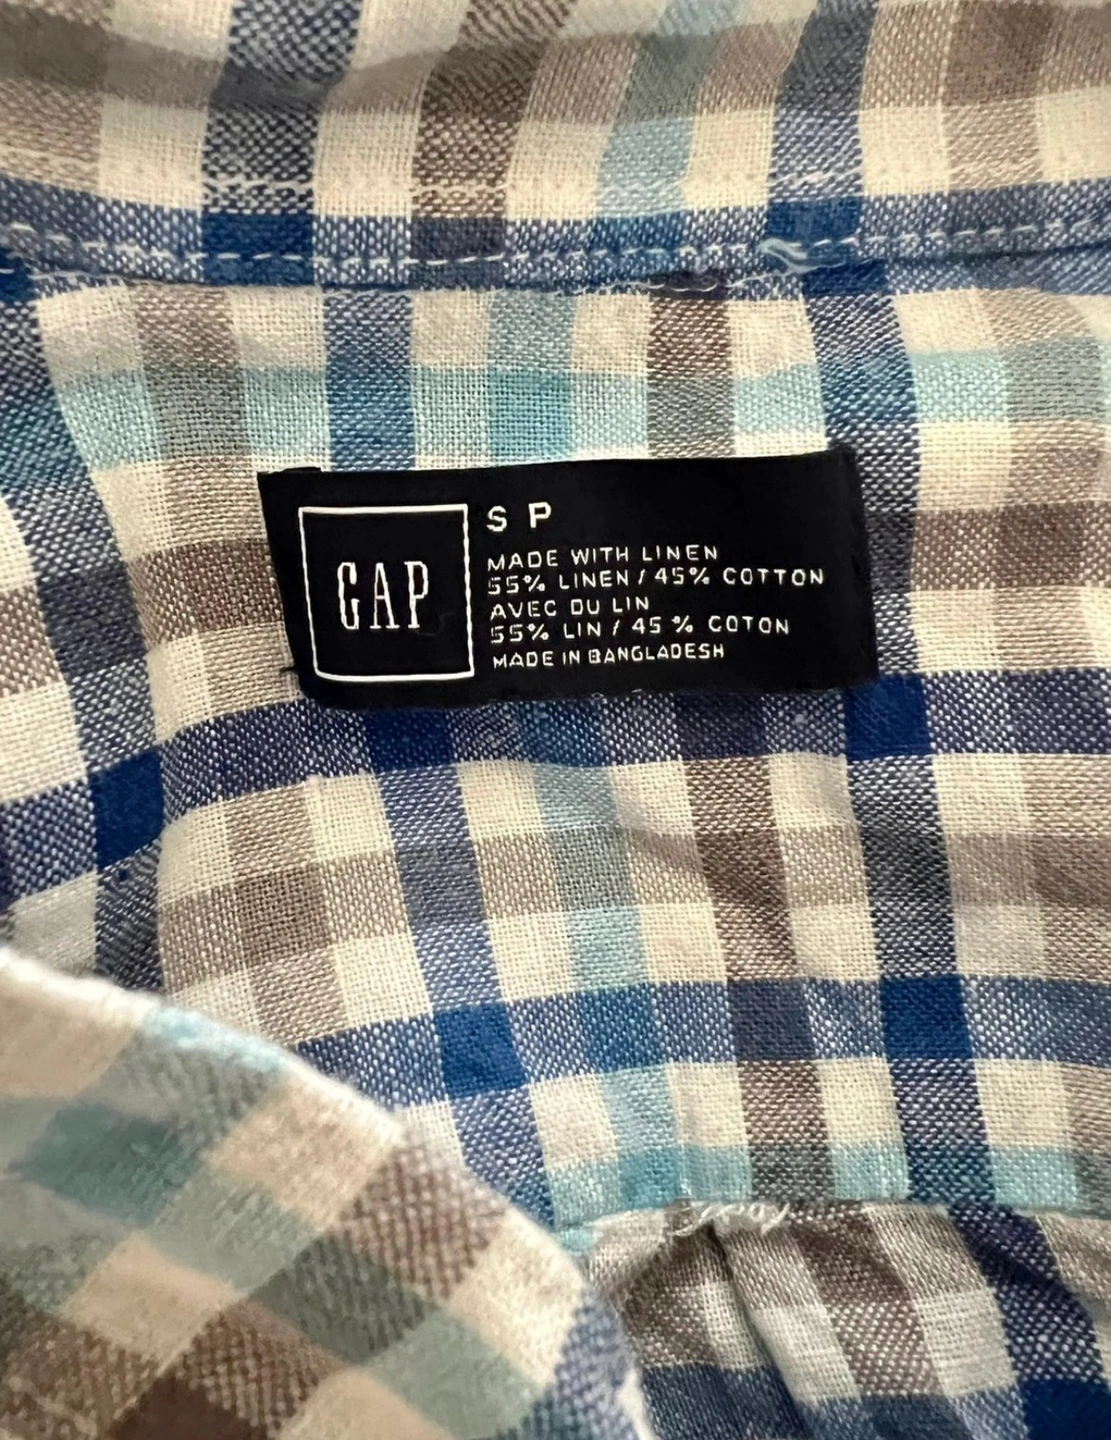 GAP
S P
MADE WITH LINEN
55% LINEN / 45% COTTON
AVEC DU LIN
55% LIN / 45 % COTON
MADE IN BANGLADESH